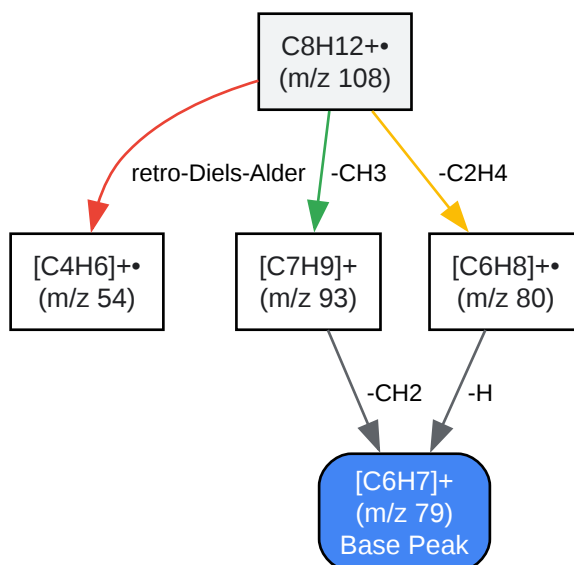 C8H12+•
(m/z 108)
retro-Diels-Alder
-CH3
-C2H4
[C4H6]+•
(m/z 54)
[C7H9]+
(m/z 93)
[C6H8]+•
(m/z 80)
-CH2
-H
[C6H7]+
(m/z 79)
Base Peak